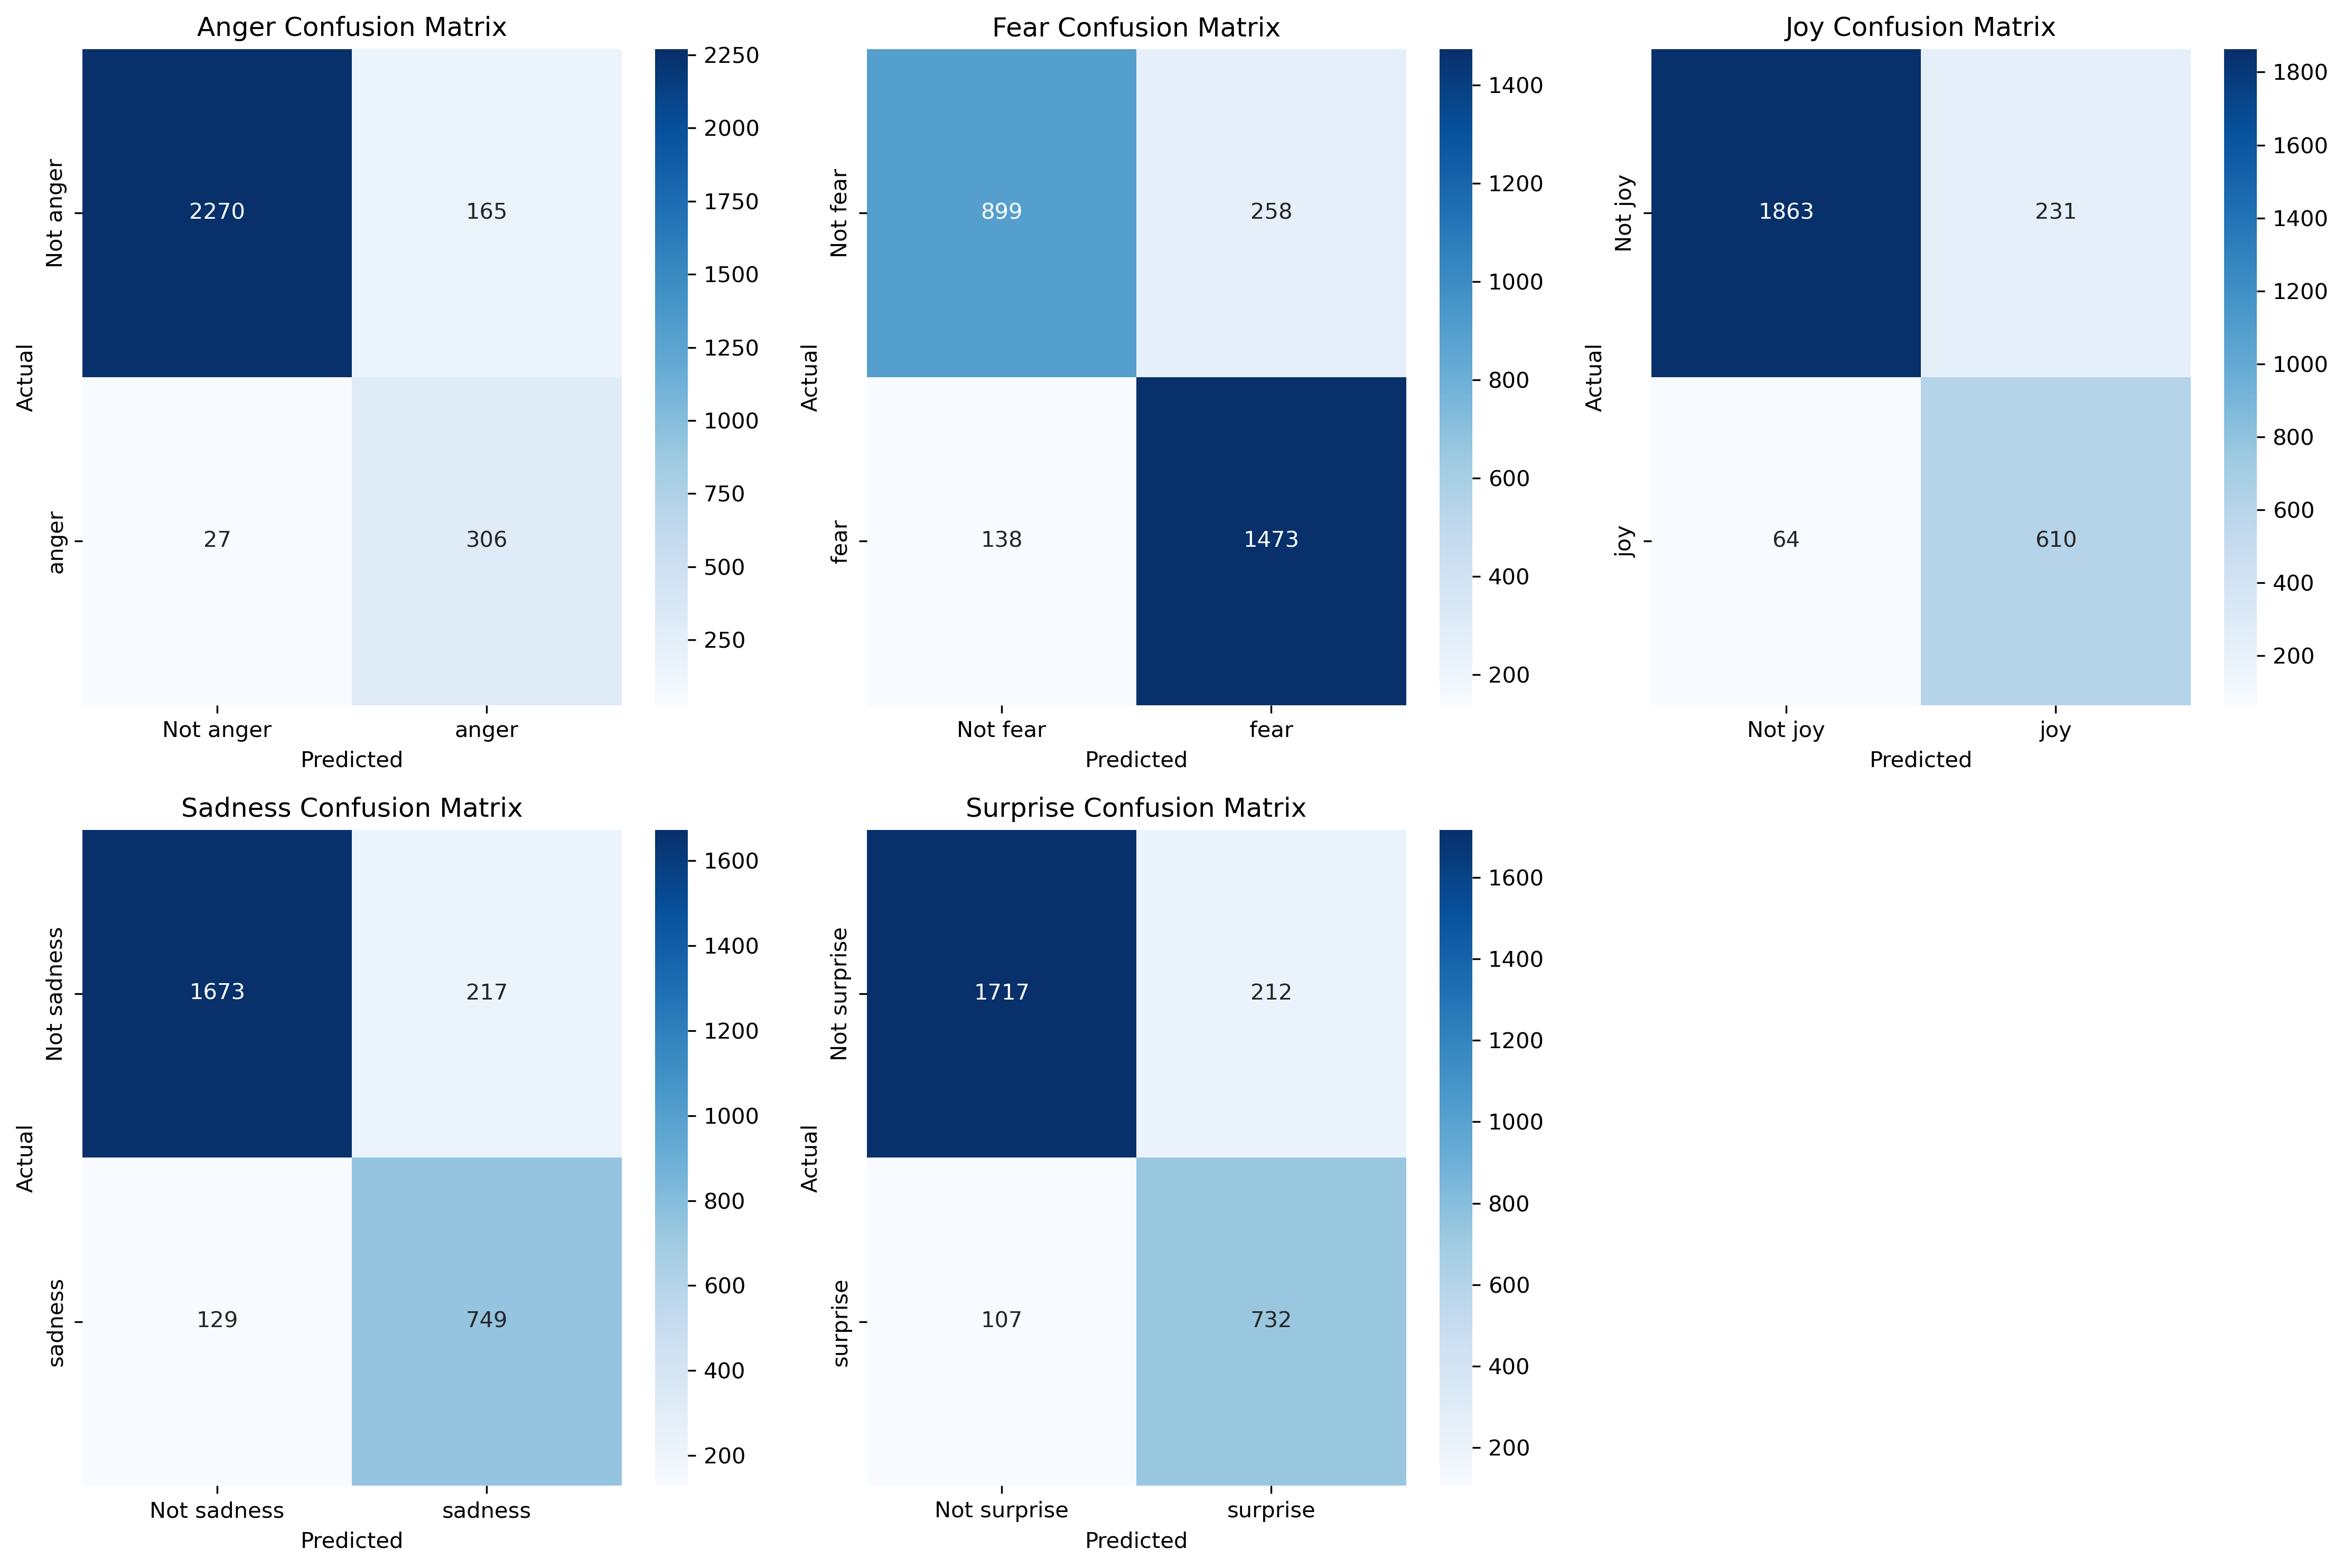 Anger Confusion Matrix
Actual
Not anger
anger
2270
165
27
306
Not anger
anger
Predicted
2250
2000
1750
1500
1250
1000
750
500
250
Fear Confusion Matrix
Actual
Not fear
fear
899
258
138
1473
Not fear
fear
Predicted
1400
1200
1000
800
600
400
200
Joy Confusion Matrix
Actual
Not joy
joy
1863
231
64
610
Not joy
joy
Predicted
1800
1600
1400
1200
1000
800
600
400
200
Sadness Confusion Matrix
Actual
Not sadness
sadness
1673
217
129
749
Not sadness
sadness
Predicted
1600
1400
1200
1000
800
600
400
200
Surprise Confusion Matrix
Actual
Not surprise
surprise
1717
212
107
732
Not surprise
surprise
Predicted
1600
1400
1200
1000
800
600
400
200